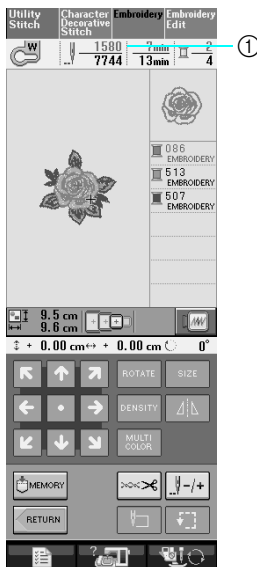 Utility Stitch
Character Decorative Stitch
Embroidery
Embroidery Edit
W
1580 7min 2
7744 13min 4
①
086 EMBROIDERY
513 EMBROIDERY
507 EMBROIDERY
9.5 cm
9.6 cm
+ 0.00 cm + 0.00 cm 0°
ROTATE SIZE
DENSITY
MULTI COLOR
MEMORY
-/+
RETURN
?